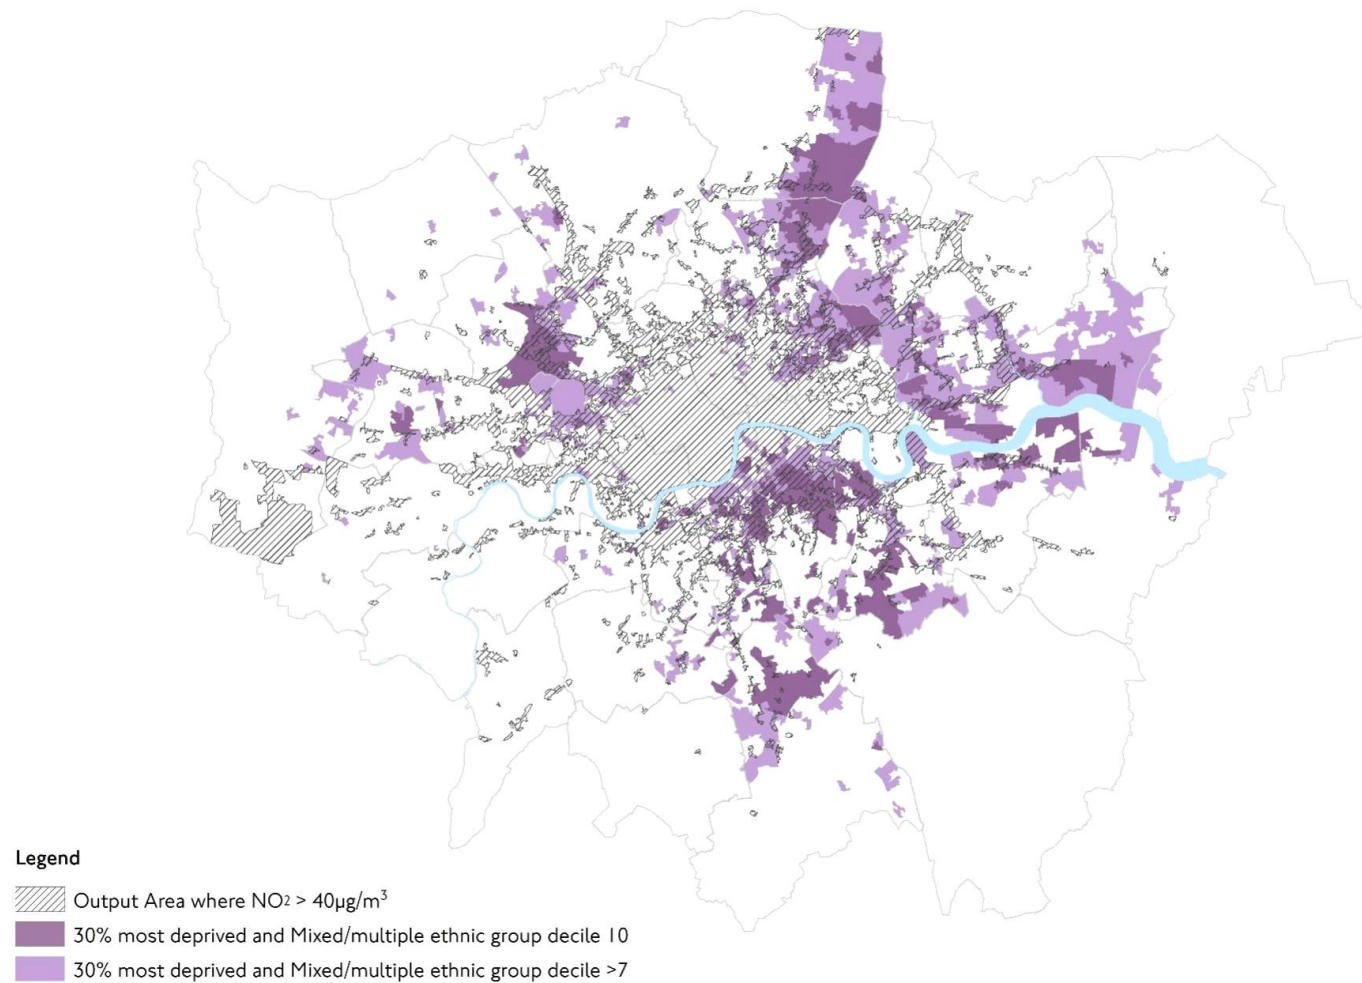 Legend
Output Area where NO2 > 40µg/m³
30% most deprived and Mixed/multiple ethnic group decile 10
30% most deprived and Mixed/multiple ethnic group decile >7